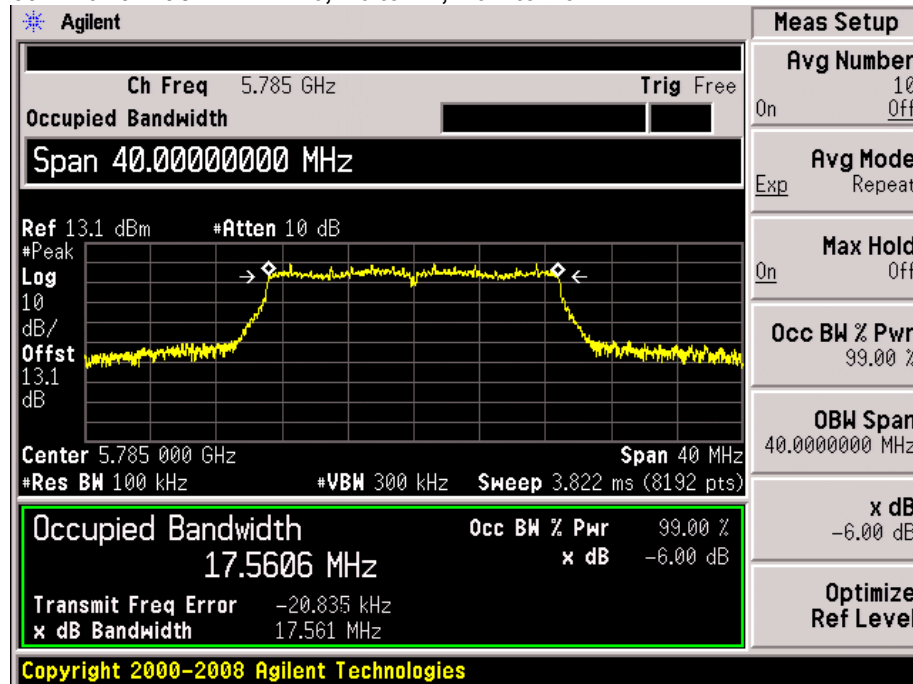 Agilent
Meas Setup
Ch Freq 5.785 GHz Trig Free
Occupied Bandwidth
Span 40.00000000 MHz
Ref 13.1 dBm #Atten 10 dB
#Peak
Log
10
dB/
Offst
13.1
dB
Center 5.785 000 GHz Span 40 MHz
#Res BW 100 kHz #VBW 300 kHz Sweep 3.822 ms (8192 pts)
Occupied Bandwidth Occ BW % Pwr 99.00 %
17.5606 MHz x dB -6.00 dB
Transmit Freq Error -20.835 kHz
x dB Bandwidth 17.561 MHz
Copyright 2000-2008 Agilent Technologies
Avg Number
10
On Off
Avg Mode
Exp Repeat
Max Hold
On Off
Occ BW % Pwr
99.00 %
OBW Span
40.0000000 MHz
x dB
-6.00 dB
Optimize
Ref Level